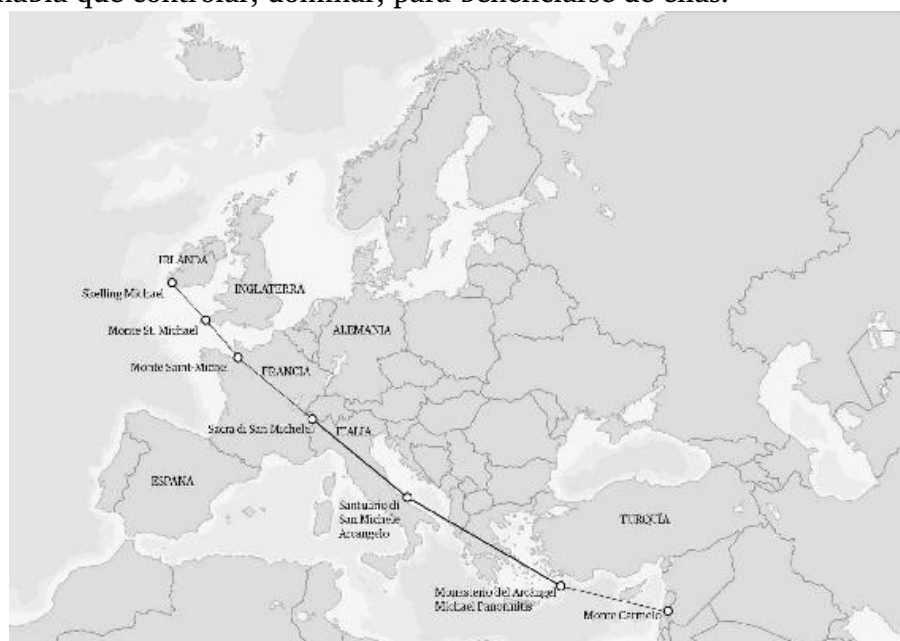 había que controlar, dominar, para beneficiarse de ellas.
IRLANDA
Skelling Michael
INGLATERRA
Monte St. Michael
ALEMANIA
Monte Saint-Michel
FRANCIA
Sacra di San Michele
ITALIA
ESPAÑA
Santuario di
San Michele
Arcangelo
TURQUÍA
Monasterio del Arcángel
Michael Panormitis
Monte Carmelo